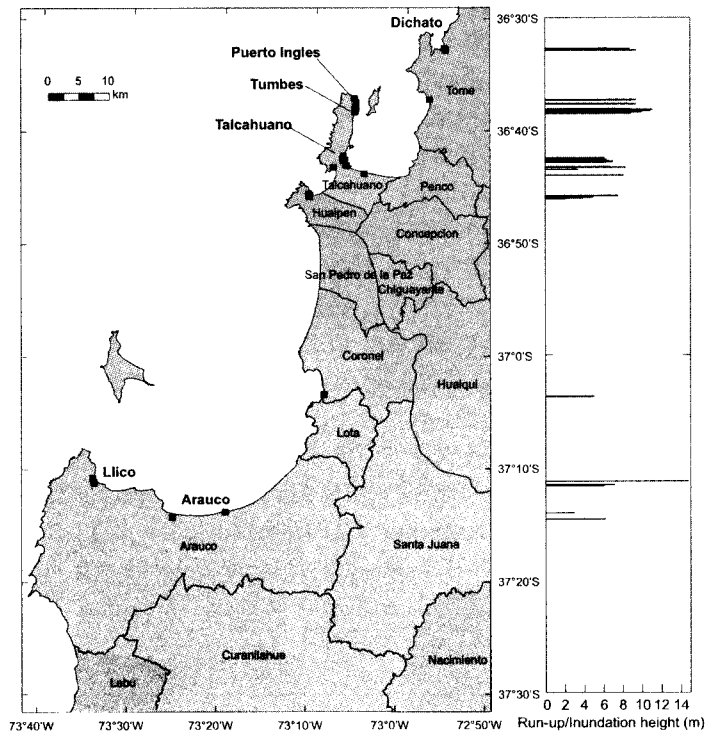 Dichato
Puerto Ingles
Tumbes
Talcahuano
Tome
0 5 10
km
Talcahuano
Penco
Hualpen
Concepcion
San Pedro de la Paz
Chiguayante
Coronel
Hualqui
Lota
Llico
Arauco
Arauco
Santa Juana
Curanilahue
Nacimiento
Lebu
36°30'S
36°40'S
36°50'S
37°0'S
37°10'S
37°20'S
37°30'S
73°40'W 73°30'W 73°20'W 73°10'W 73°0'W 72°50'W
0 2 4 6 8 10 12 14
Run-up/Inundation height (m)